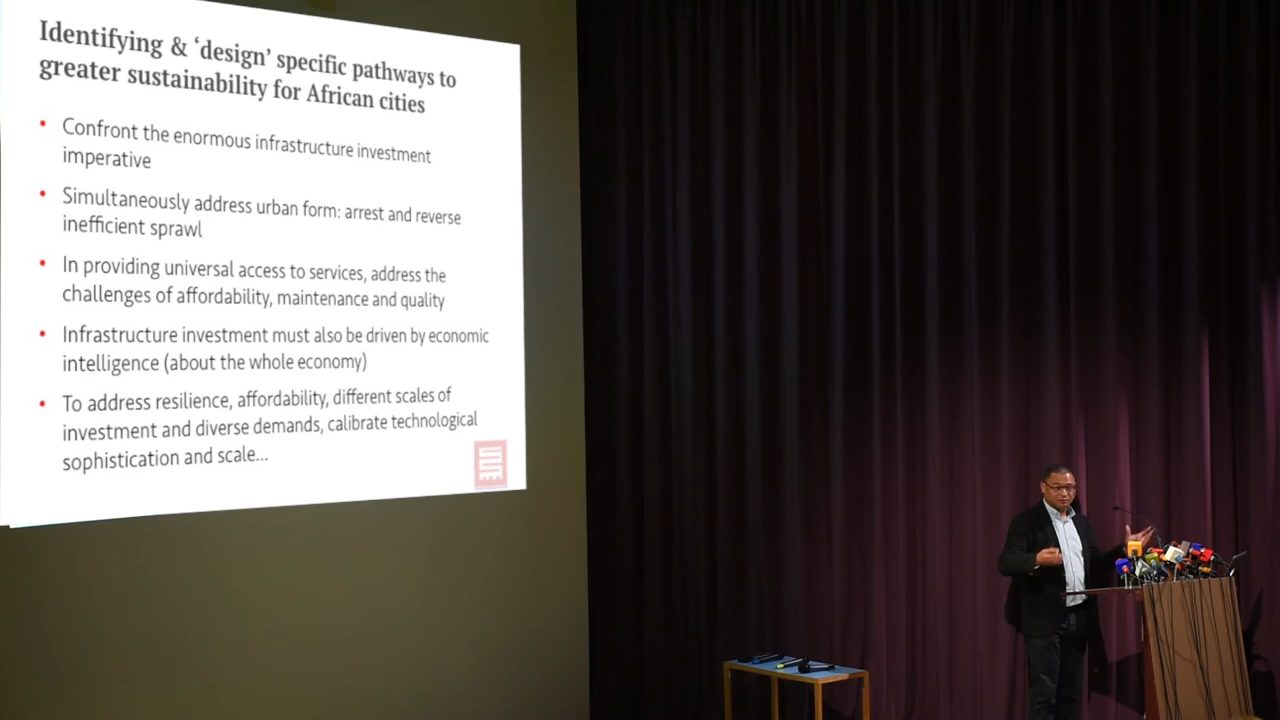 Identifying & ‘design’ specific pathways to
greater sustainability for African cities
• Confront the enormous infrastructure investment
imperative
• Simultaneously address urban form: arrest and reverse
inefficient sprawl
• In providing universal access to services, address the
challenges of affordability, maintenance and quality
• Infrastructure investment must also be driven by economic
intelligence (about the whole economy)
• To address resilience, affordability, different scales of
investment and diverse demands, calibrate technological
sophistication and scale...